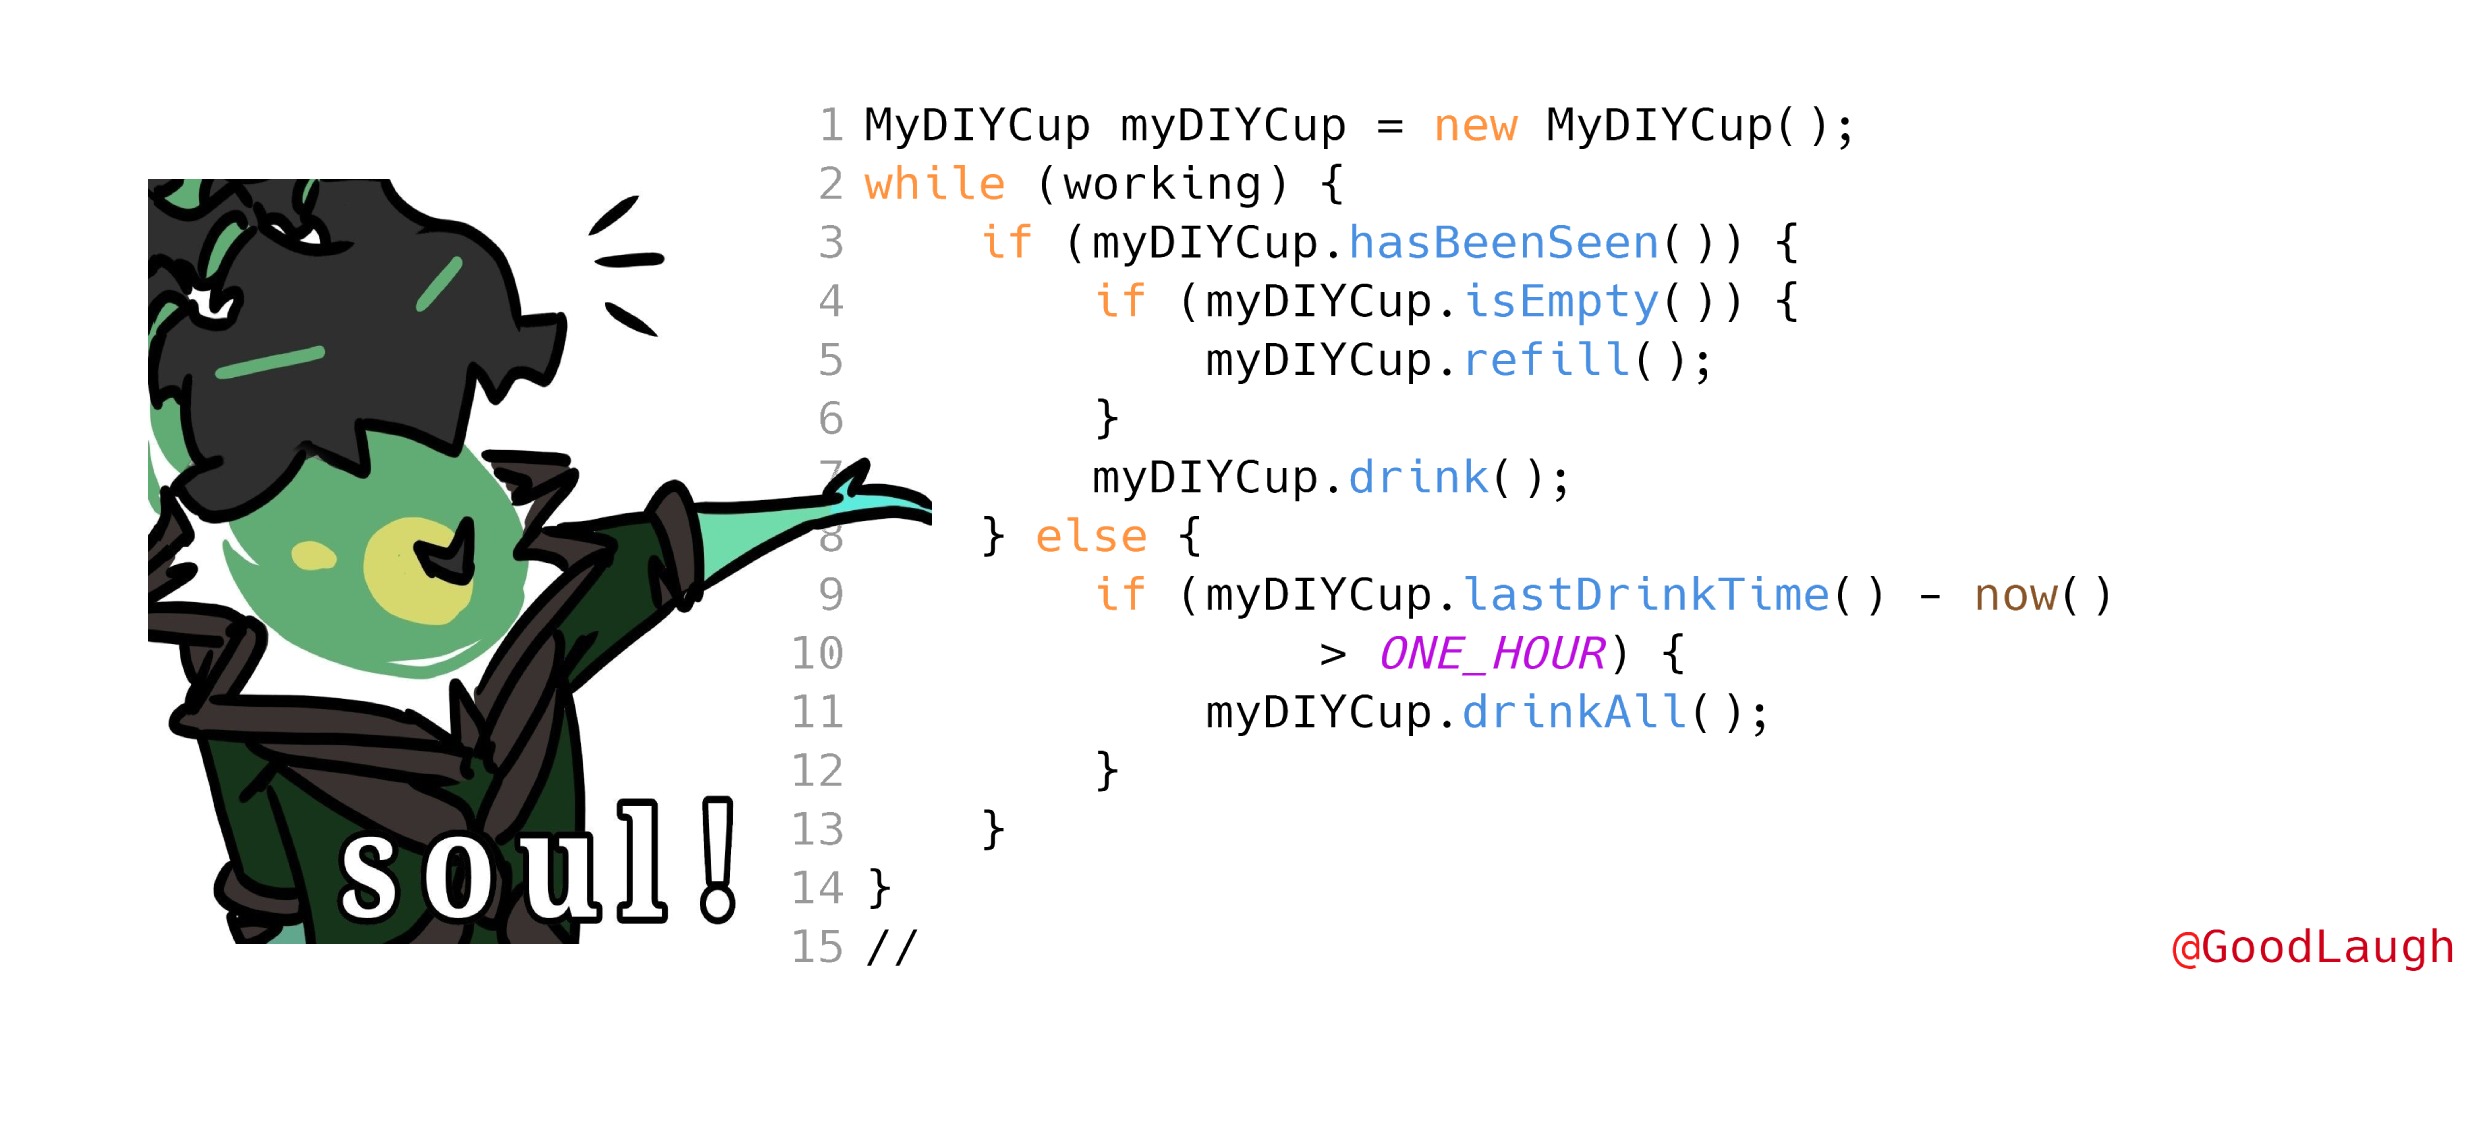 1 MyDIYCup myDIYCup = new MyDIYCup();
2 while (working) {
3     if (myDIYCup.hasBeenSeen()) {
4         if (myDIYCup.isEmpty()) {
5             myDIYCup.refill();
6         }
7         myDIYCup.drink();
8     } else {
9         if (myDIYCup.lastDrinkTime() - now()
10                 > ONE_HOUR) {
11             myDIYCup.drinkAll();
12         }
13     }
14 }
15 //
soul!
@GoodLaugh